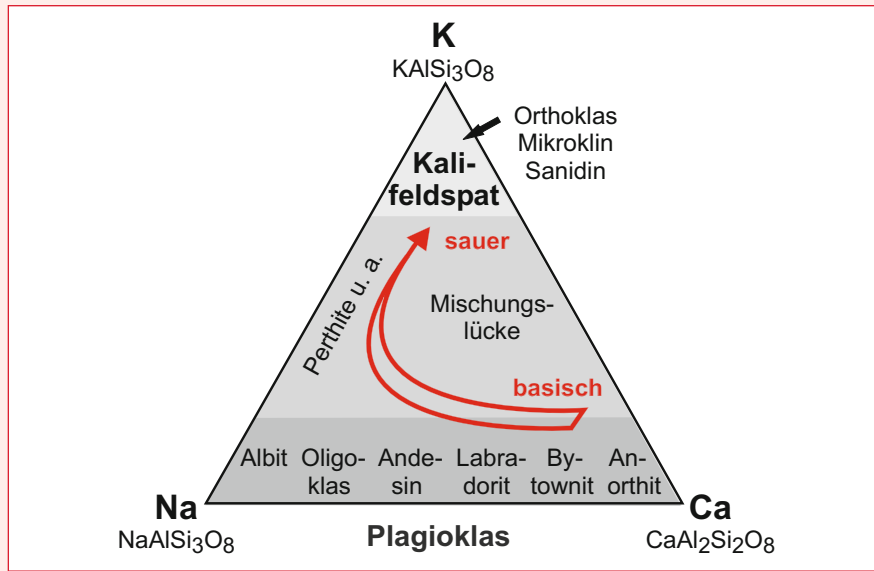 K
KAlSi3O8
Orthoklas
Mikroklin
Sanidin
Kali-
feldspat
sauer
Perthite u. a.
Mischungs-
lücke
basisch
Albit Oligo- Ande- Labra- By- An-
klas sin dorit townit orthit
Na Ca
NaAlSi3O8 Plagioklas CaAl2Si2O8